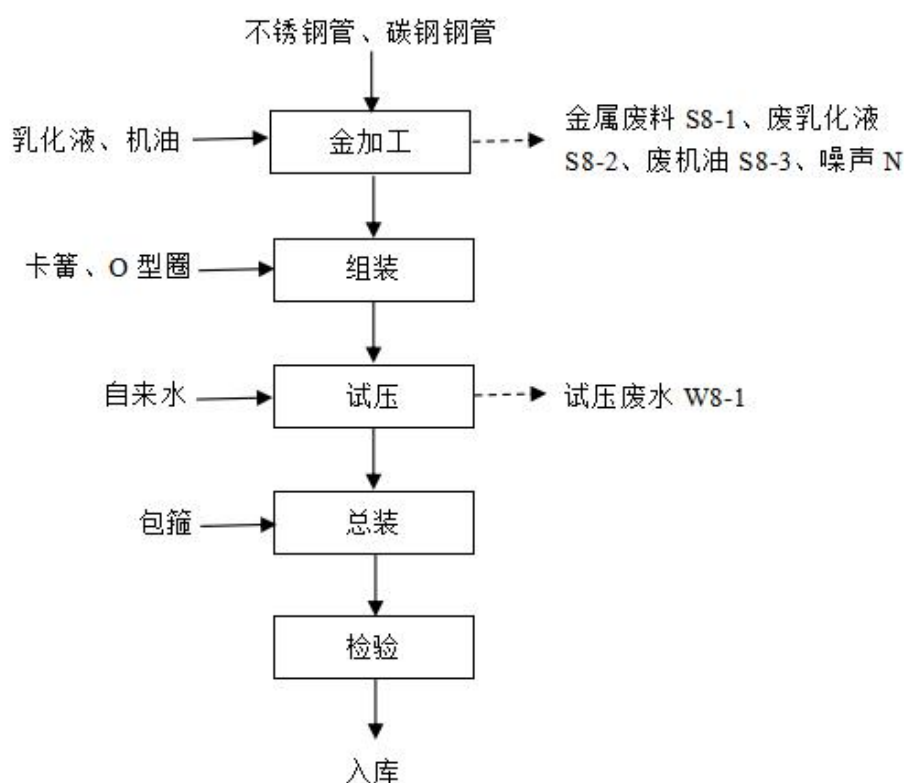 不锈钢管、碳钢钢管
乳化液、机油
金加工
金属废料 S8-1、废乳化液
S8-2、废机油 S8-3、噪声 N
卡簧、O 型圈
组装
自来水
试压
试压废水 W8-1
包箍
总装
检验
入库